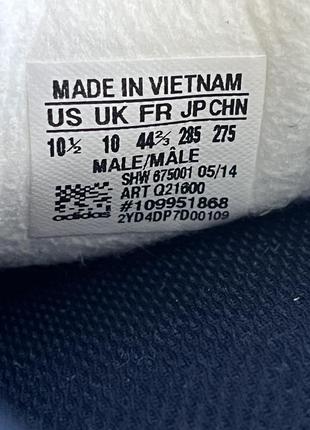 MADE IN VIETNAM
US UK FR JP CHN
10½ 10 44⅔ 285 275
MALE/MÂLE
SHW 675001 05/14
ART Q21600
#109951868
adidas 2YD4DP7D00109